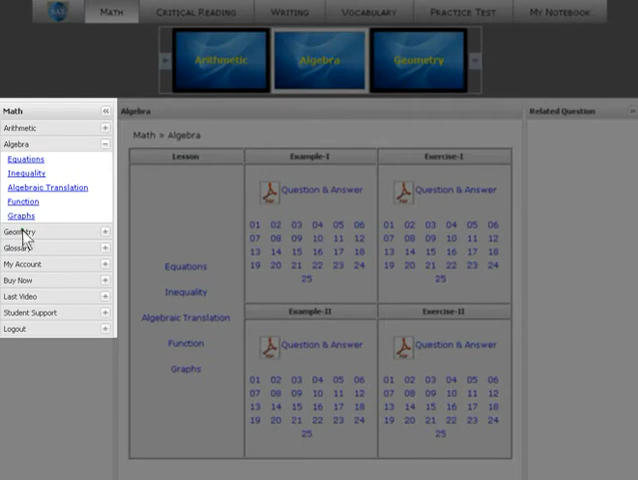 SAT
Math
Critical Reading
Writing
Vocabulary
Practice Test
My Notebook
Arithmetic
Algebra
Geometry
Math
Arithmetic
Algebra
Equations
Inequality
Algebraic Translation
Function
Graphs
Geometry
Glossary
My Account
Buy Now
Last Video
Student Support
Logout
Algebra
Math » Algebra
Lesson
Equations
Inequality
Algebraic Translation
Function
Graphs
Example-I
Question & Answer
01 02 03 04 05 06
07 08 09 10 11 12
13 14 15 16 17 18
19 20 21 22 23 24
25
Exercise-I
Question & Answer
01 02 03 04 05 06
07 08 09 10 11 12
13 14 15 16 17 18
19 20 21 22 23 24
25
Example-II
Question & Answer
01 02 03 04 05 06
07 08 09 10 11 12
13 14 15 16 17 18
19 20 21 22 23 24
25
Exercise-II
Question & Answer
01 02 03 04 05 06
07 08 09 10 11 12
13 14 15 16 17 18
19 20 21 22 23 24
25
Related Question